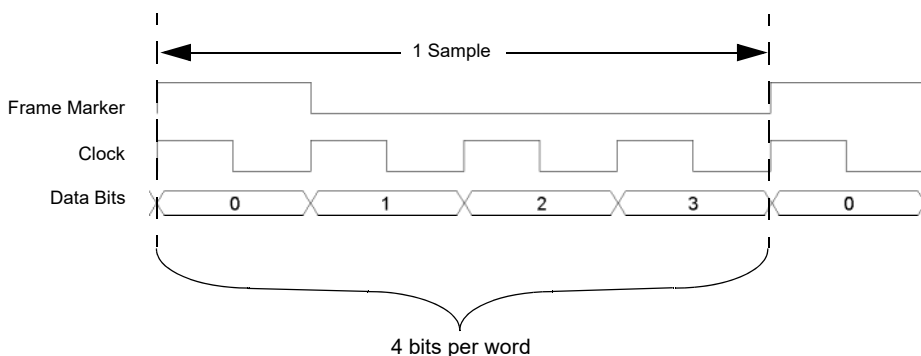 1 Sample
Frame Marker
Clock
Data Bits 0 1 2 3 0
4 bits per word